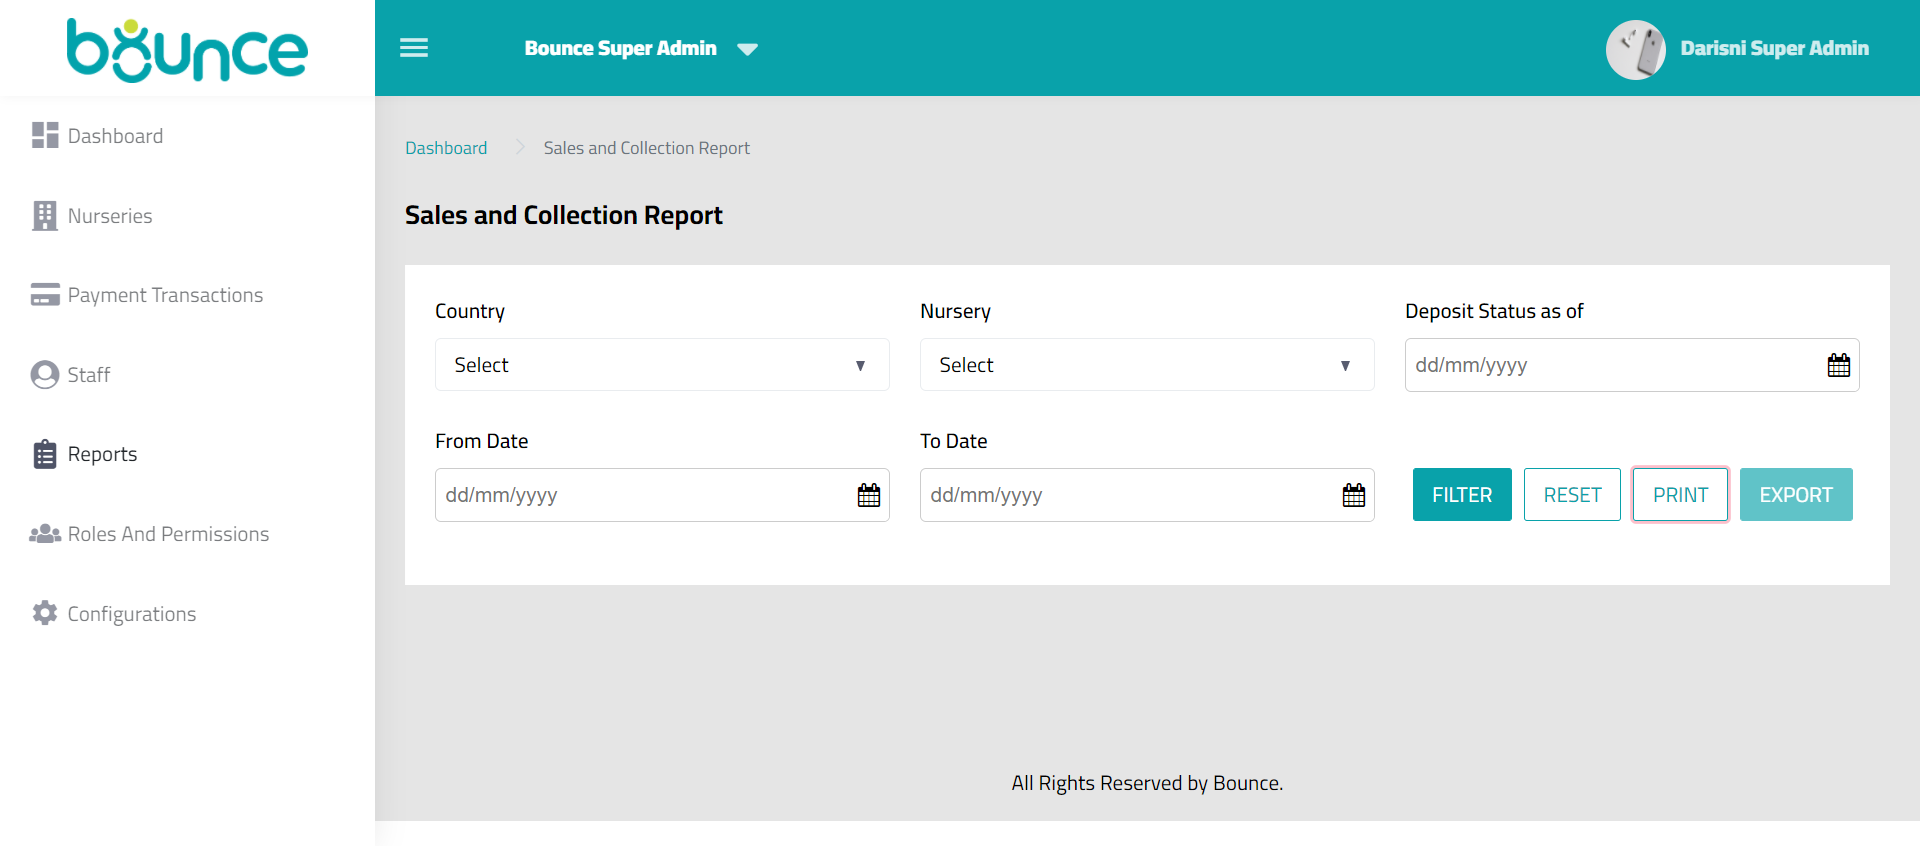 bounce
Bounce Super Admin
Darisni Super Admin
Dashboard
Nurseries
Payment Transactions
Staff
Reports
Roles And Permissions
Configurations
Dashboard
Sales and Collection Report
Sales and Collection Report
Country
Nursery
Deposit Status as of
Select
Select
dd/mm/yyyy
From Date
To Date
dd/mm/yyyy
dd/mm/yyyy
FILTER
RESET
PRINT
EXPORT
All Rights Reserved by Bounce.